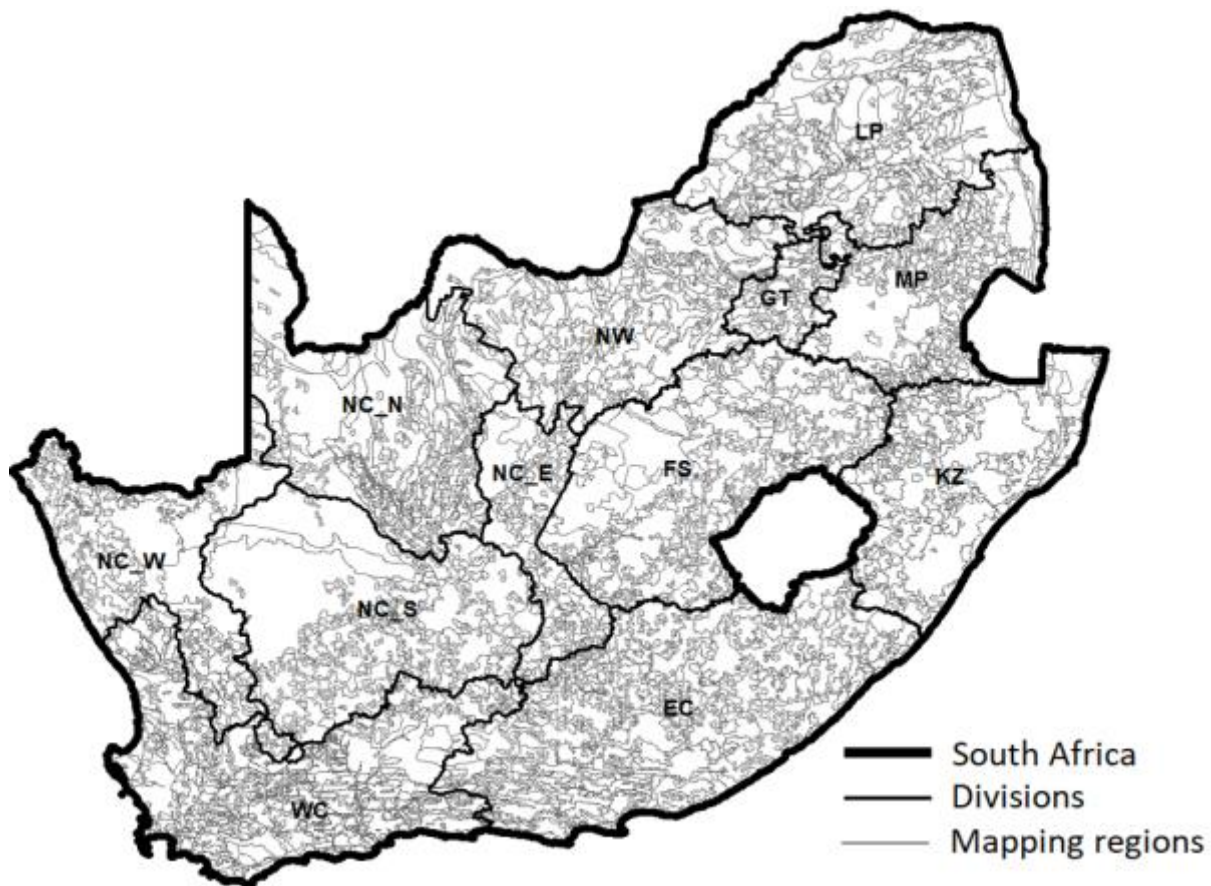 LP
MP
GT
NW
NC_N
NC_E
FS
KZ
NC_W
NC_S
EC
WC
South Africa
Divisions
Mapping regions